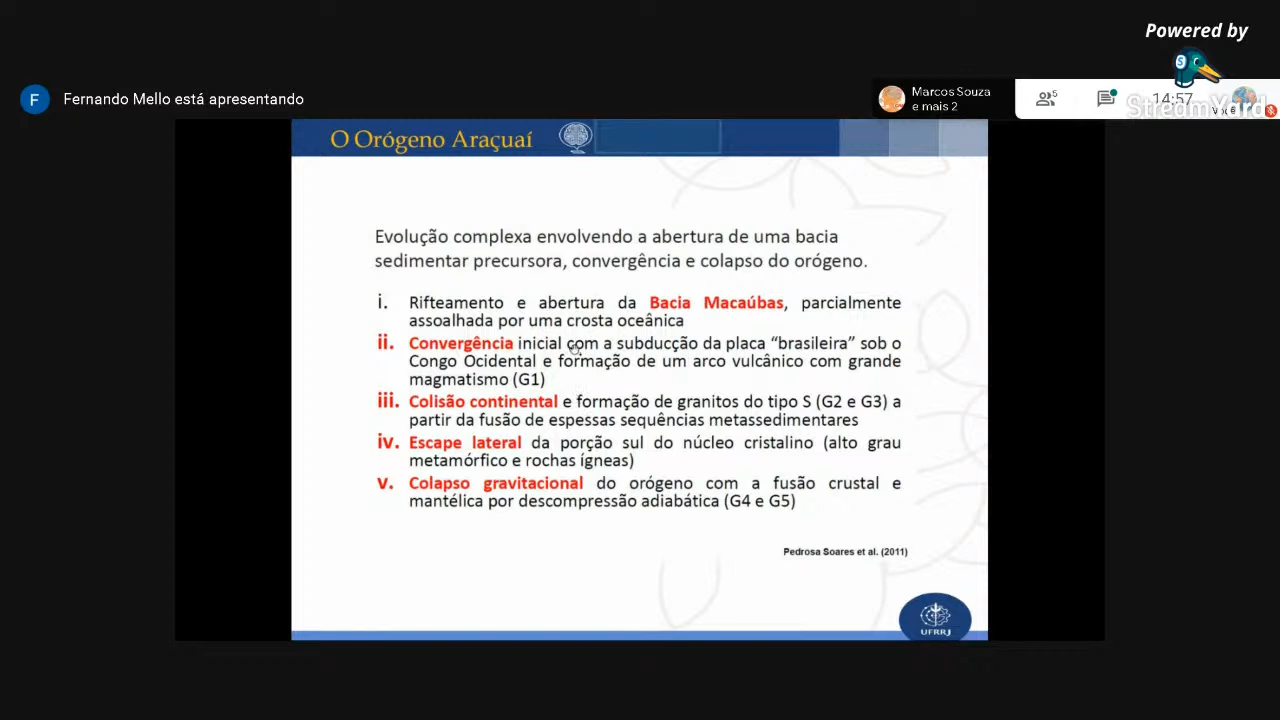 Powered by
Fernando Mello está apresentando
Marcos Souza
e mais 2
5
14:57
StreamYard
O Orógeno Araçuaí
Evolução complexa envolvendo a abertura de uma bacia
sedimentar precursora, convergência e colapso do orógeno.
i. Rifteamento e abertura da Bacia Macaúbas, parcialmente
assoalhada por uma crosta oceânica
ii. Convergência inicial com a subducção da placa “brasileira” sob o
Congo Ocidental e formação de um arco vulcânico com grande
magmatismo (G1)
iii. Colisão continental e formação de granitos do tipo S (G2 e G3) a
partir da fusão de espessas sequências metassedimentares
iv. Escape lateral da porção sul do núcleo cristalino (alto grau
metamórfico e rochas ígneas)
v. Colapso gravitacional do orógeno com a fusão crustal e
mantélica por descompressão adiabática (G4 e G5)
Pedrosa Soares et al. (2011)
UFRRJ